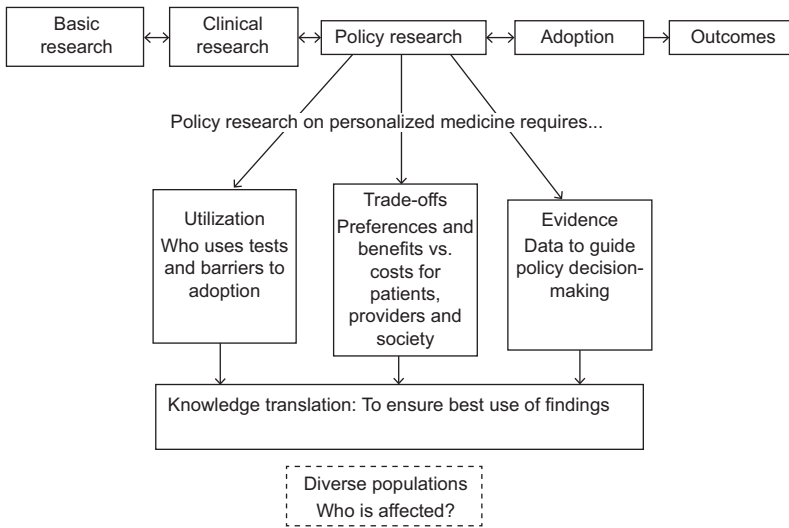 Basic
research
Clinical
research
Policy research
Adoption
Outcomes
Policy research on personalized medicine requires...
Utilization
Who uses tests
and barriers to
adoption
Trade-offs
Preferences and
benefits vs.
costs for
patients,
providers and
society
Evidence
Data to guide
policy decision-
making
Knowledge translation: To ensure best use of findings
Diverse populations
Who is affected?